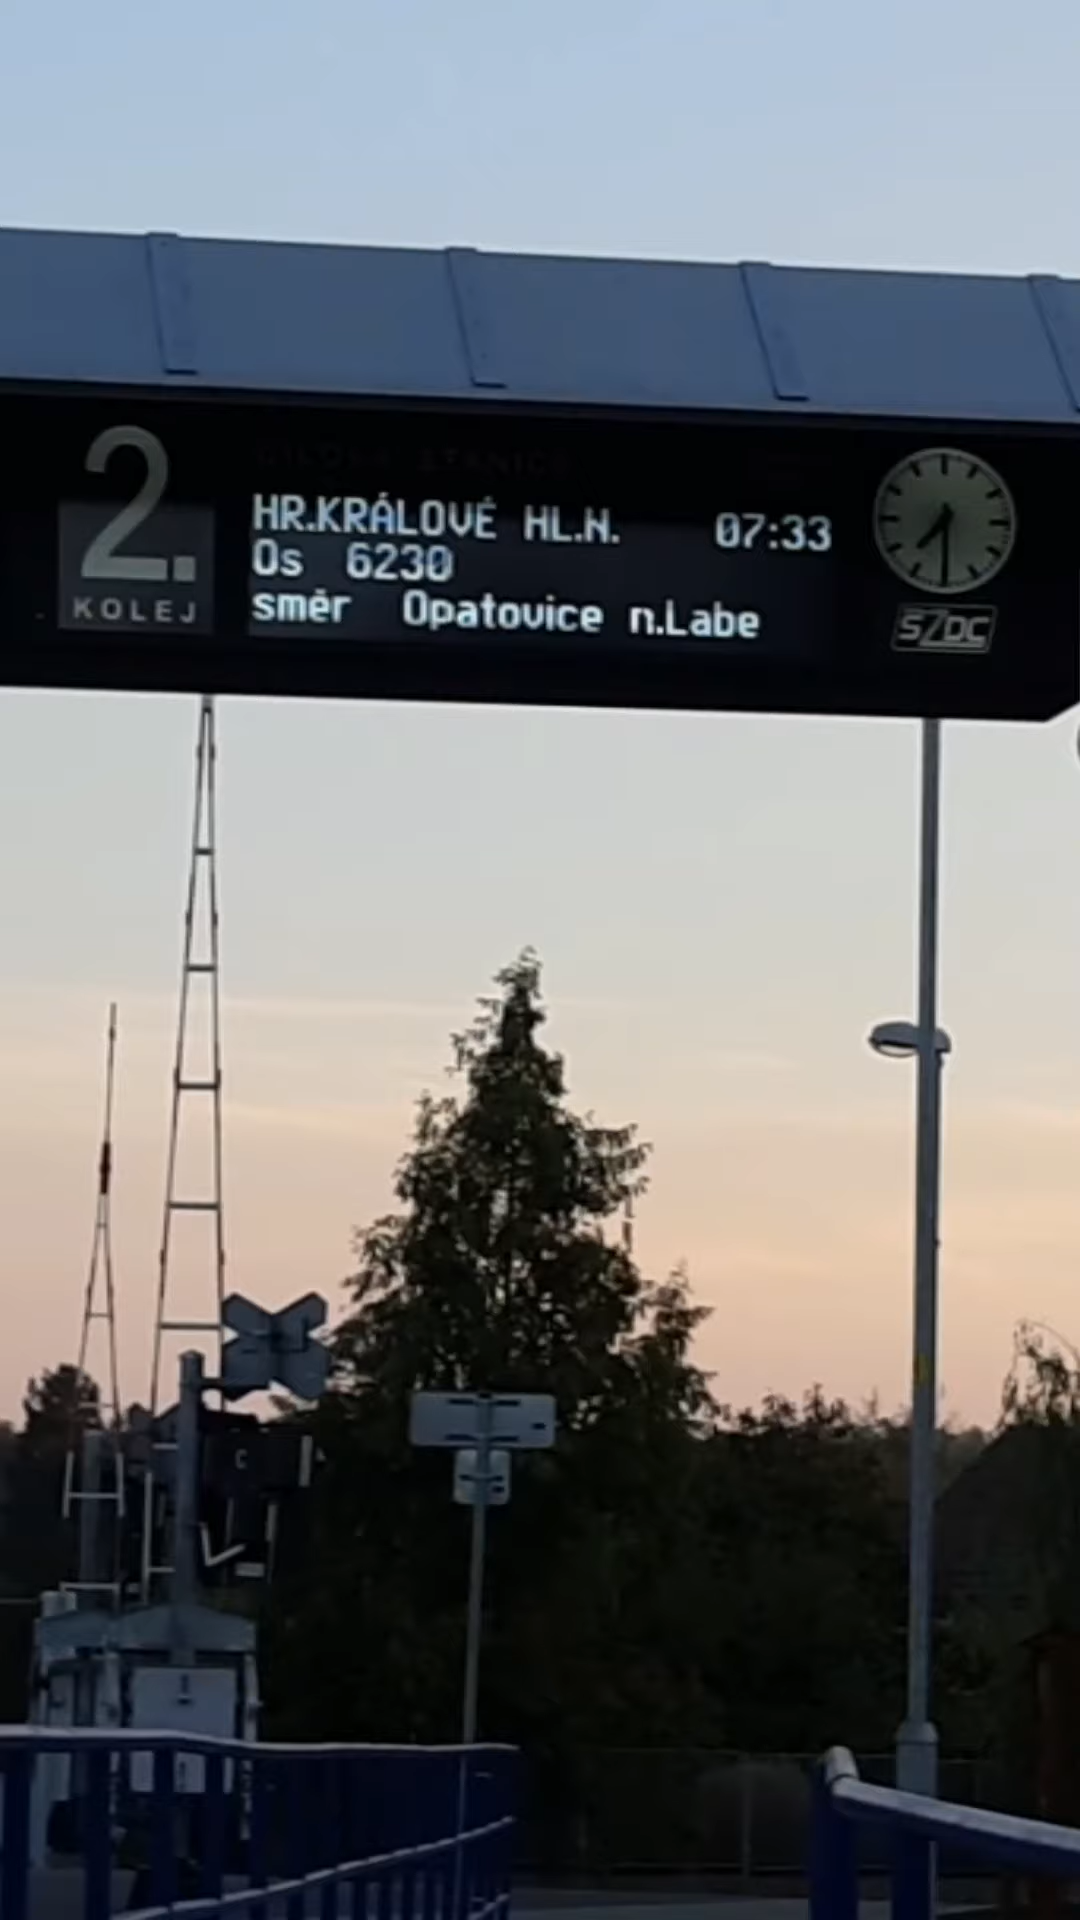 2.
KOLEJ
HR.KRÁLOVÉ HL.N. 07:33
Os 6230
směr Opatovice n.Labe
SŽDC